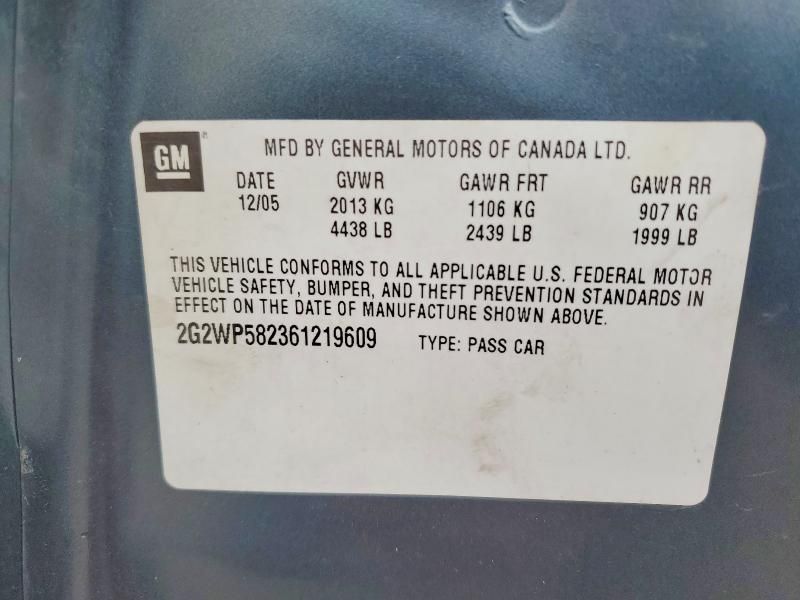 GM
MFD BY GENERAL MOTORS OF CANADA LTD.
DATE GVWR GAWR FRT GAWR RR
12/05 2013 KG 1106 KG 907 KG
4438 LB 2439 LB 1999 LB
THIS VEHICLE CONFORMS TO ALL APPLICABLE U.S. FEDERAL MOTOR
VEHICLE SAFETY, BUMPER, AND THEFT PREVENTION STANDARDS IN
EFFECT ON THE DATE OF MANUFACTURE SHOWN ABOVE.
2G2WP582361219609 TYPE: PASS CAR